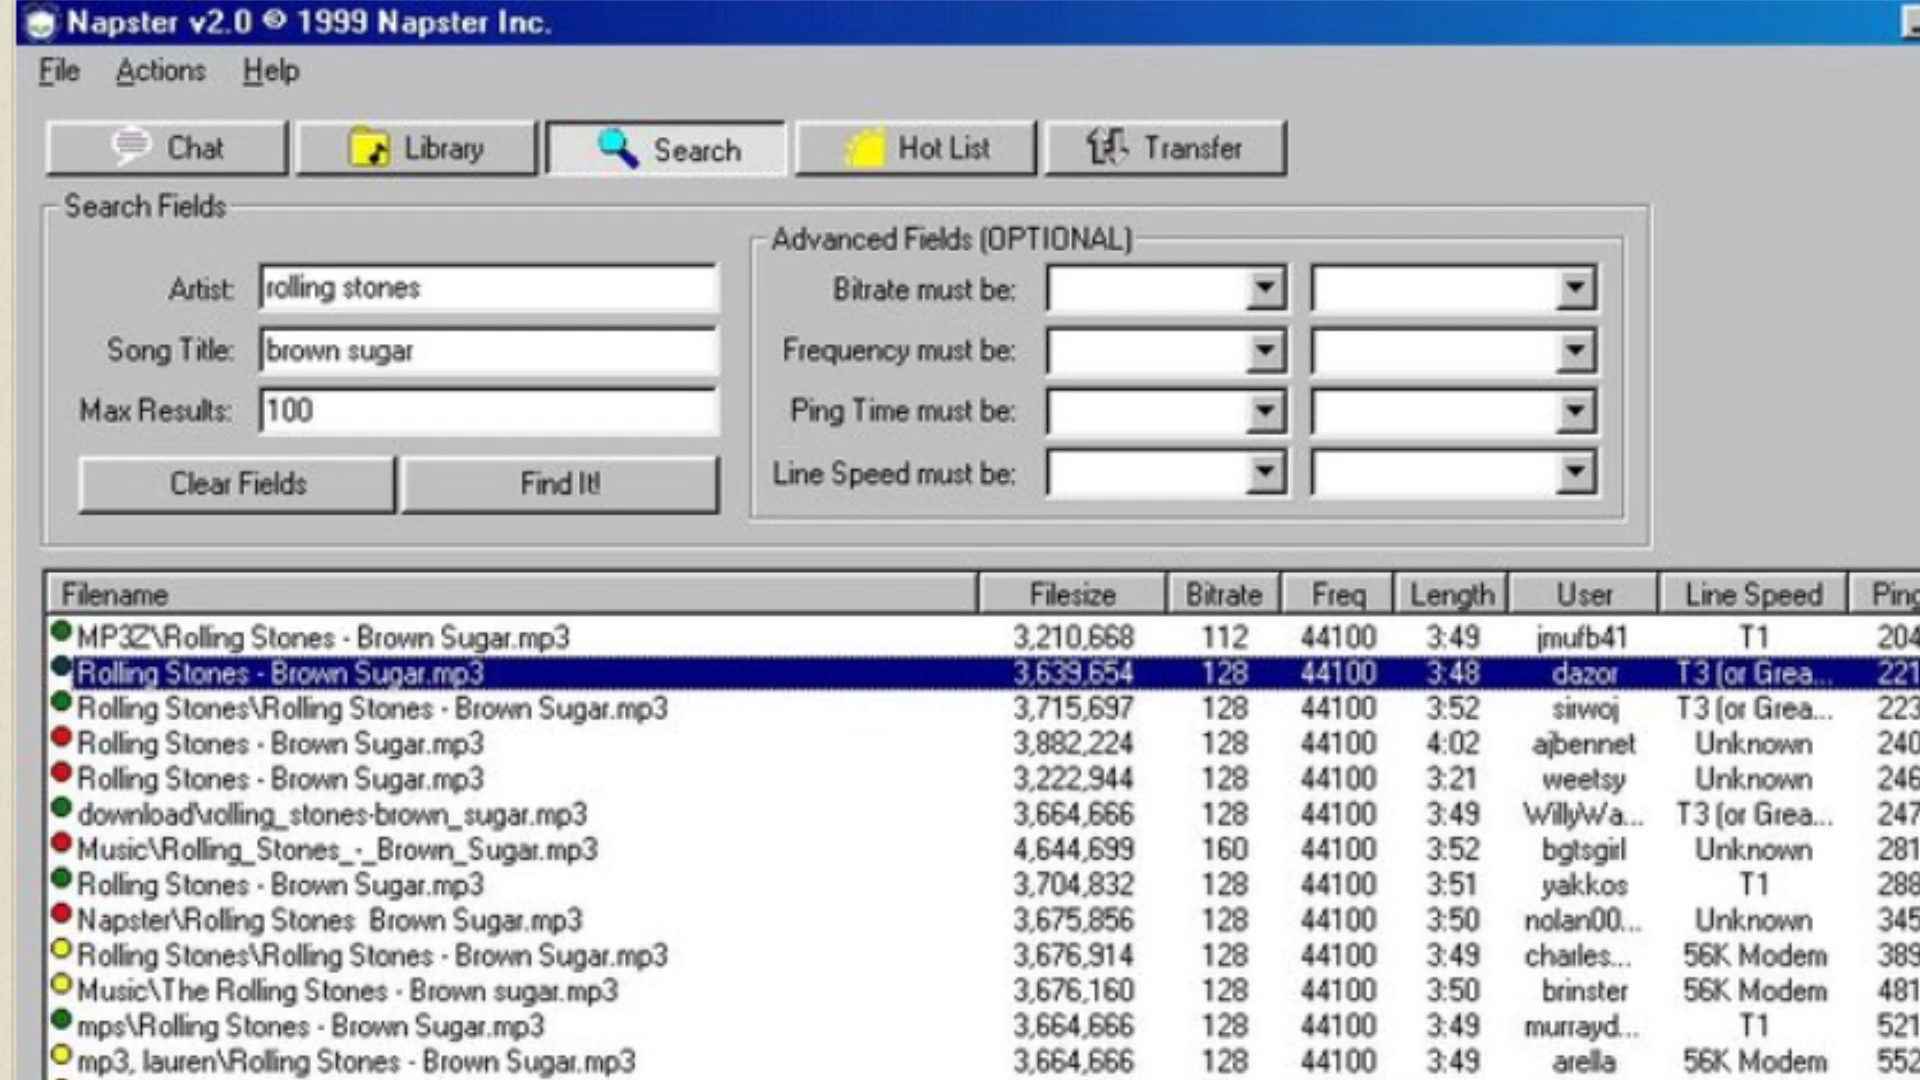 Napster v2.0 © 1999 Napster Inc.
File Actions Help
Chat Library Search Hot List Transfer
Search Fields
Advanced Fields (OPTIONAL)
Artist: rolling stones Bitrate must be:
Song Title: brown sugar Frequency must be:
Max Results: 100 Ping Time must be:
Clear Fields Find It! Line Speed must be:
Filename Filesize Bitrate Freq Length User Line Speed Ping
MP3Z\Rolling Stones - Brown Sugar.mp3 3,210,668 112 44100 3:49 jmufb41 T1 204
Rolling Stones - Brown Sugar.mp3 3,639,654 128 44100 3:48 dazor T3 (or Grea... 221
Rolling Stones\Rolling Stones - Brown Sugar.mp3 3,715,697 128 44100 3:52 sirwoj T3 (or Grea... 223
Rolling Stones - Brown Sugar.mp3 3,882,224 128 44100 4:02 ajbennet Unknown 240
Rolling Stones - Brown Sugar.mp3 3,222,944 128 44100 3:21 weetsy Unknown 246
download\rolling_stones-brown_sugar.mp3 3,664,666 128 44100 3:49 WillyWa... T3 (or Grea... 247
Music\Rolling_Stones_-_Brown_Sugar.mp3 4,644,699 160 44100 3:52 bgtsgirl Unknown 281
Rolling Stones - Brown Sugar.mp3 3,704,832 128 44100 3:51 yakkos T1 288
Napster\Rolling Stones  Brown Sugar.mp3 3,675,856 128 44100 3:50 nolan00... Unknown 345
Rolling Stones\Rolling Stones - Brown Sugar.mp3 3,676,914 128 44100 3:49 charles... 56K Modem 389
Music\The Rolling Stones - Brown sugar.mp3 3,676,160 128 44100 3:50 brinster 56K Modem 481
mps\Rolling Stones - Brown Sugar.mp3 3,664,666 128 44100 3:49 murrayd... T1 521
mp3, lauren\Rolling Stones - Brown Sugar.mp3 3,664,666 128 44100 3:49 arella 56K Modem 552